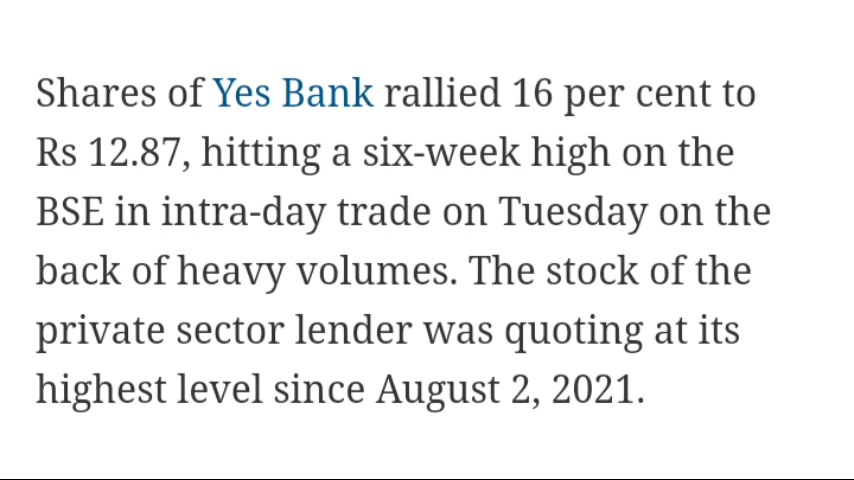 Shares of Yes Bank rallied 16 per cent to
Rs 12.87, hitting a six-week high on the
BSE in intra-day trade on Tuesday on the
back of heavy volumes. The stock of the
private sector lender was quoting at its
highest level since August 2, 2021.